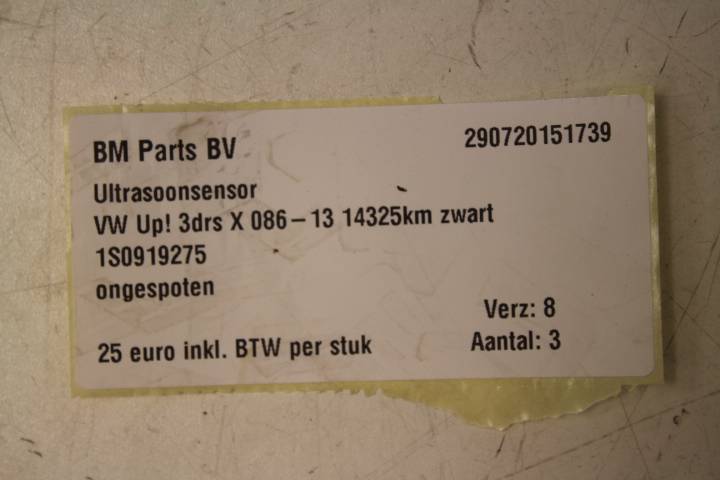 BM Parts BV 290720151739
Ultrasoonsensor
VW Up! 3drs X 086-13 14325km zwart
1S0919275
ongespoten
Verz: 8
25 euro inkl. BTW per stuk Aantal: 3